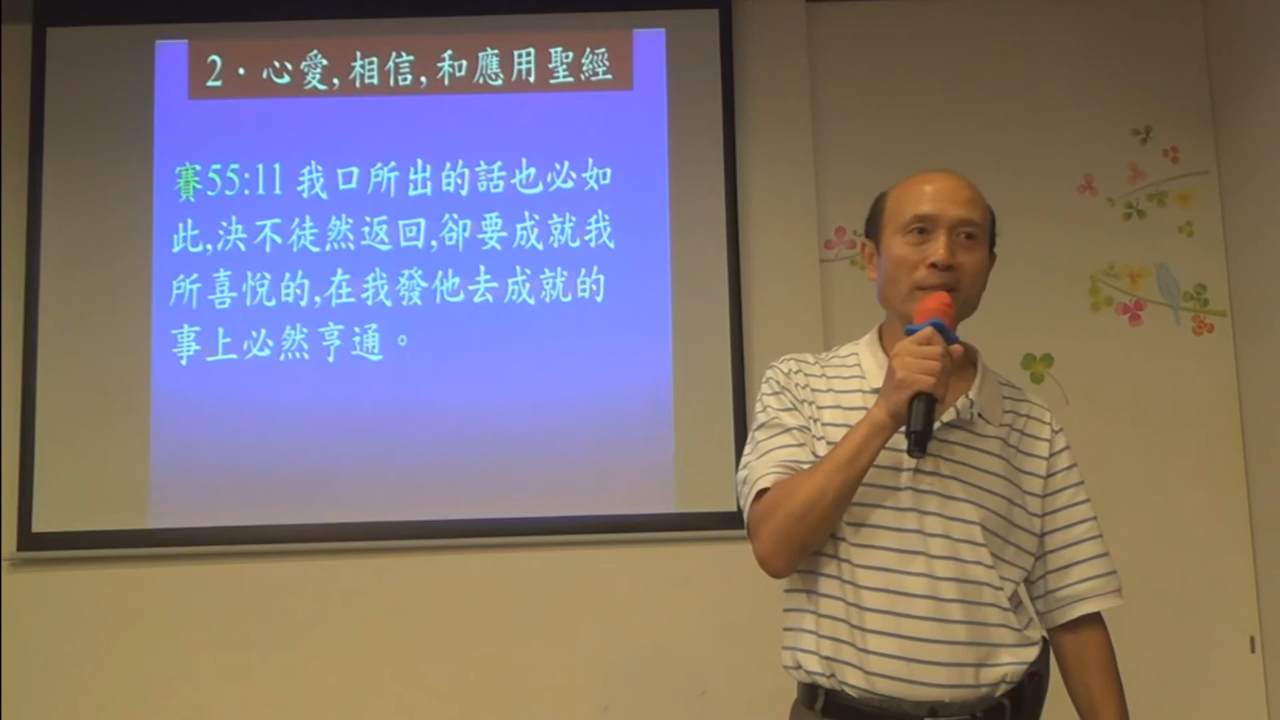 2·心愛,相信,和應用聖經
賽55:11 我口所出的話也必如
此,決不徒然返回,卻要成就我
所喜悅的,在我發他去成就的
事上必然亨通。